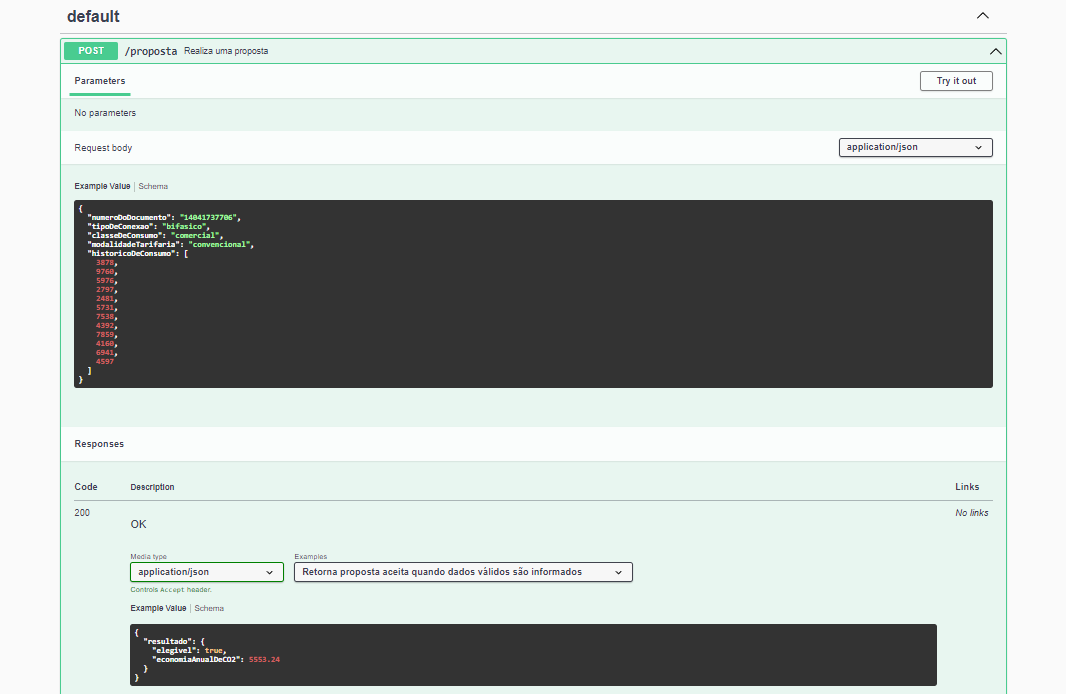 default
POST /proposta Realiza uma proposta
Parameters
Try it out
No parameters
Request body
application/json
Example Value | Schema
{
"numeroDoDocumento": "14041737706",
"tipoDeConexao": "bifasico",
"classeDeConsumo": "comercial",
"modalidadeTarifaria": "convencional",
"historicoDeConsumo": [
3878,
9760,
5976,
2797,
2481,
5731,
7538,
4392,
7859,
4160,
6941,
4597
]
}
Responses
Code Description Links
200 OK No links
Media type
application/json
Examples
Retorna proposta aceita quando dados válidos são informados
Controls Accept header.
Example Value | Schema
{
"resultado": {
"elegivel": true,
"economiaAnualDeCO2": 5553.24
}
}